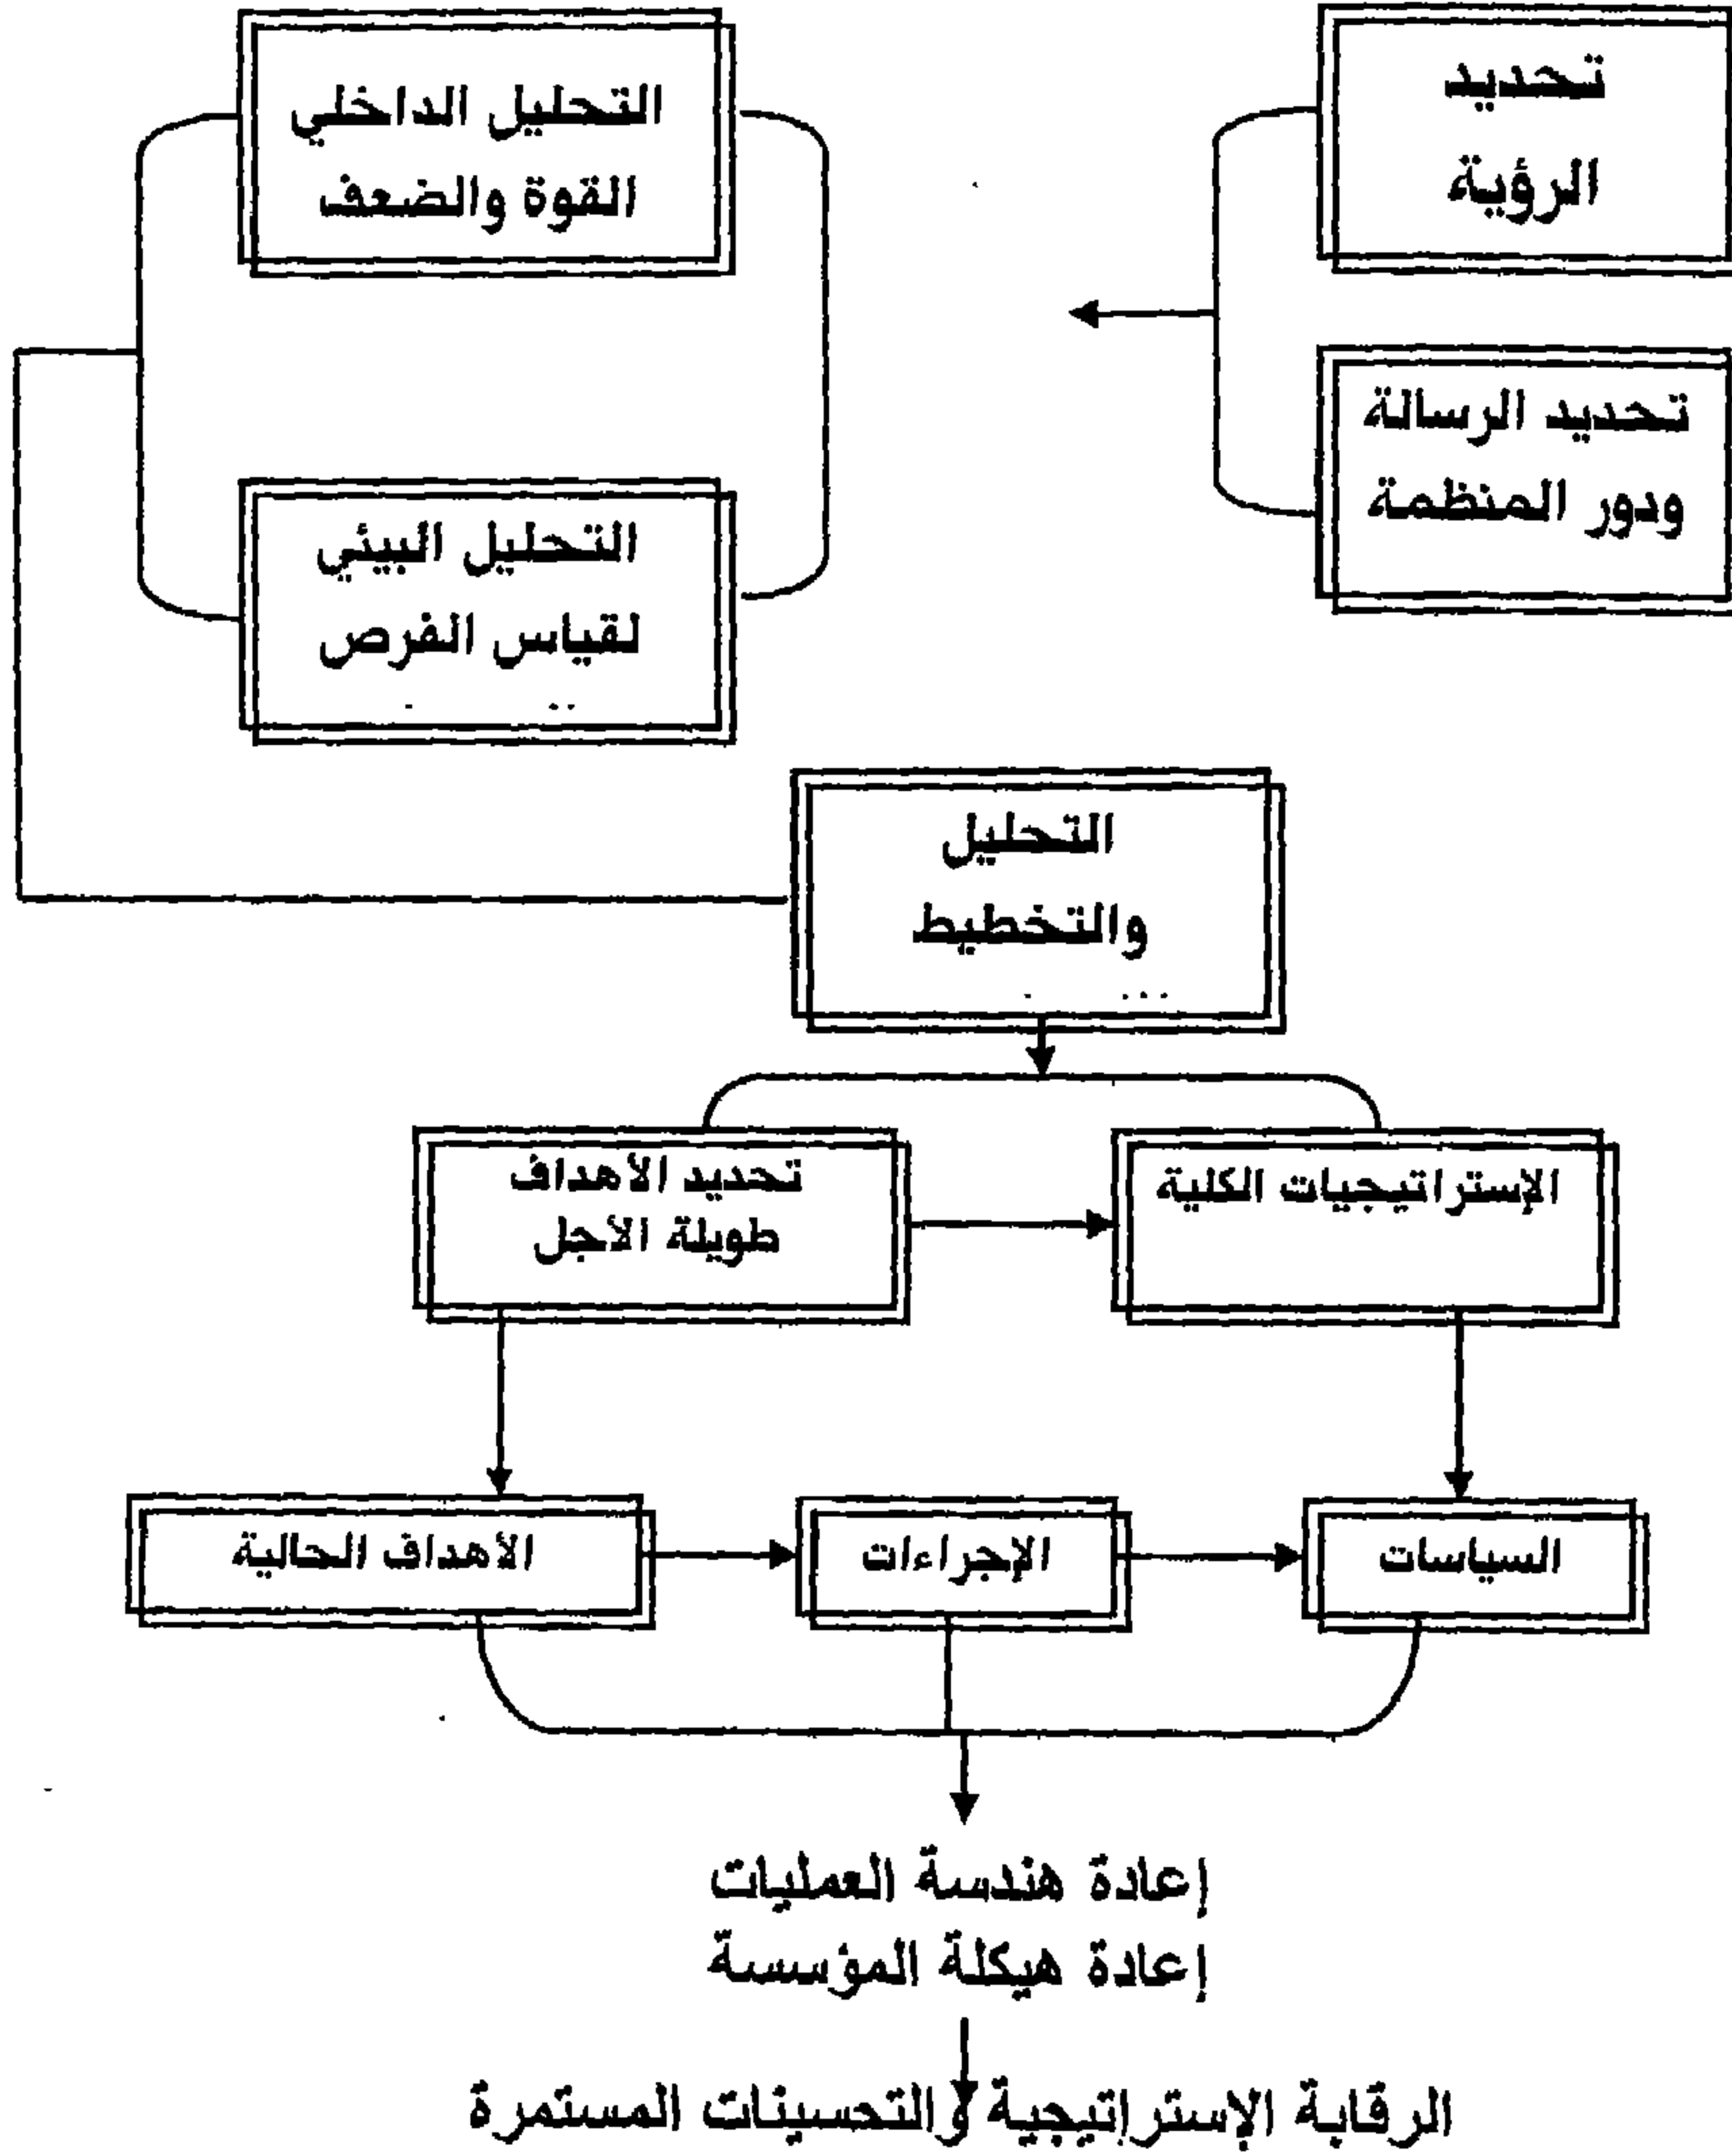 تحديد
الرؤية
تحديد الرسالة
ودور المنظمة
التحليل الداخلي
القوة والضعف
التحليل البيئي
لقياس الفرص
التحليل
والتخطيط
الإستراتيجيات الكلية
تحديد الأهداف
طويلة الأجل
السياسات
الإجراءات
الأهداف الحالية
إعادة هندسة العمليات
إعادة هيكلة المؤسسة
الرقابة الإستراتيجية والتحسينات المستمرة